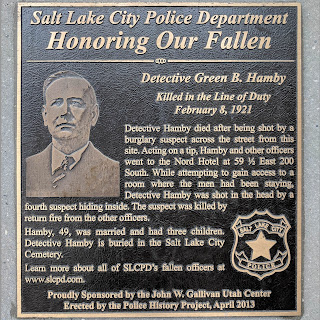 Salt Lake City Police Department
Honoring Our Fallen
Detective Green B. Hamby
Killed in the Line of Duty
February 8, 1921
Detective Hamby died after being shot by a
burglary suspect across the street from this
site. Acting on a tip, Hamby and other officers
went to the Nord Hotel at 59 ½ East 200
South. While attempting to gain access to a
room where the men had been staying,
Detective Hamby was shot in the head by a
fourth suspect hiding inside. The suspect was killed by
return fire from the other officers.
Hamby, 49, was married and had three children.
Detective Hamby is buried in the Salt Lake City
Cemetery.
Learn more about all of SLCPD's fallen officers at
www.slcpd.com.
SALT LAKE CITY
POLICE
Proudly Sponsored by the John W. Gallivan Utah Center
Erected by the Police History Project, April 2013